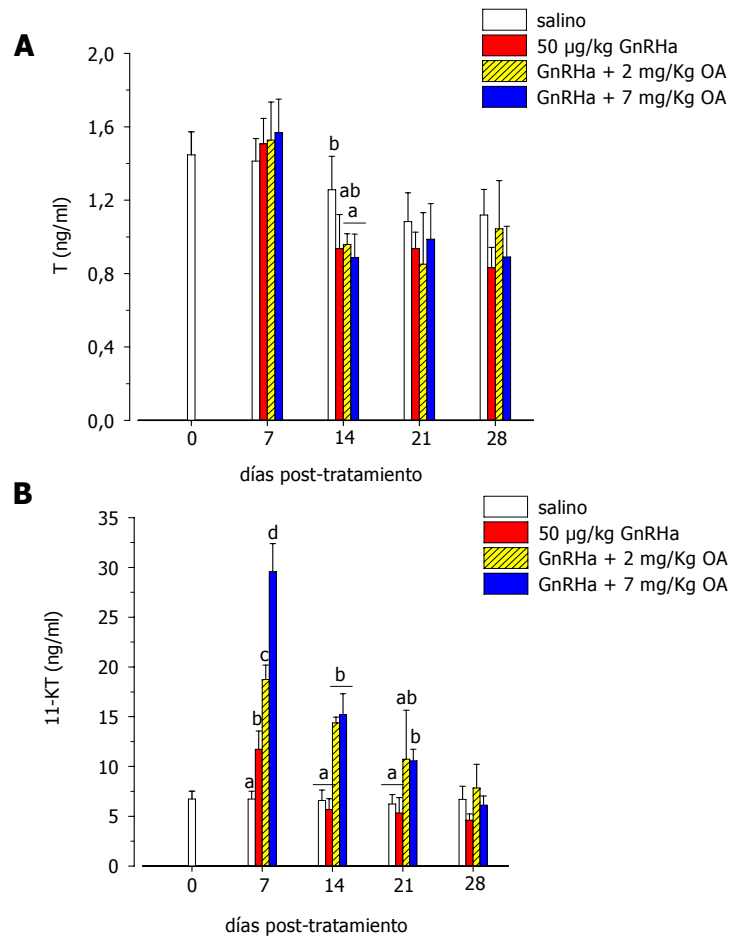 A
salino
50 µg/kg GnRHa
GnRHa + 2 mg/Kg OA
GnRHa + 7 mg/Kg OA
T (ng/ml)
2,0
1,6
1,2
0,8
0,4
0,0
b
ab
a
0 7 14 21 28
días post-tratamiento
B
salino
50 µg/kg GnRHa
GnRHa + 2 mg/Kg OA
GnRHa + 7 mg/Kg OA
11-KT (ng/ml)
35
30
25
20
15
10
5
0
a
b
c
d
a
b
a
ab
b
0 7 14 21 28
días post-tratamiento